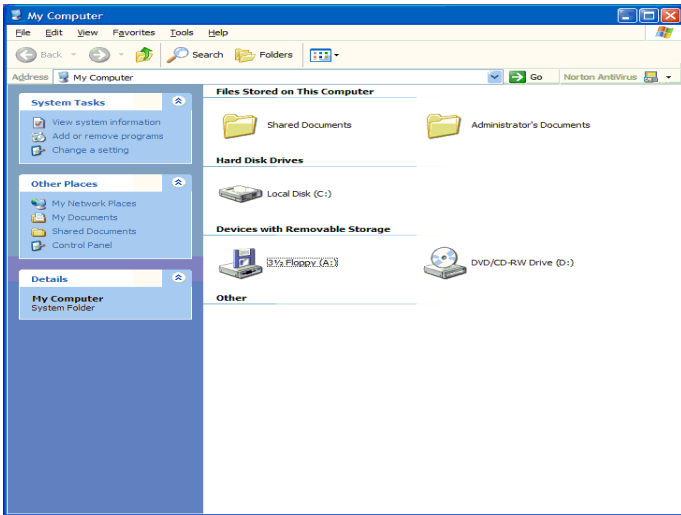 My Computer
File Edit View Favorites Tools Help
Back Search Folders
Address My Computer Go Norton AntiVirus
System Tasks
View system information
Add or remove programs
Change a setting
Other Places
My Network Places
My Documents
Shared Documents
Control Panel
Details
My Computer
System Folder
Files Stored on This Computer
Shared Documents Administrator's Documents
Hard Disk Drives
Local Disk (C:)
Devices with Removable Storage
3½ Floppy (A:) DVD/CD-RW Drive (D:)
Other